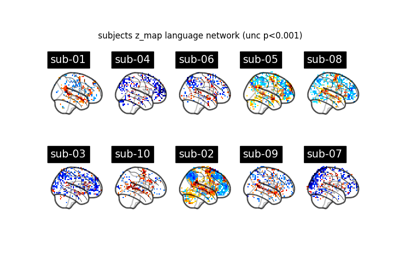 subjects z_map language network (unc p<0.001)
sub-01 sub-04 sub-06 sub-05 sub-08
sub-03 sub-10 sub-02 sub-09 sub-07